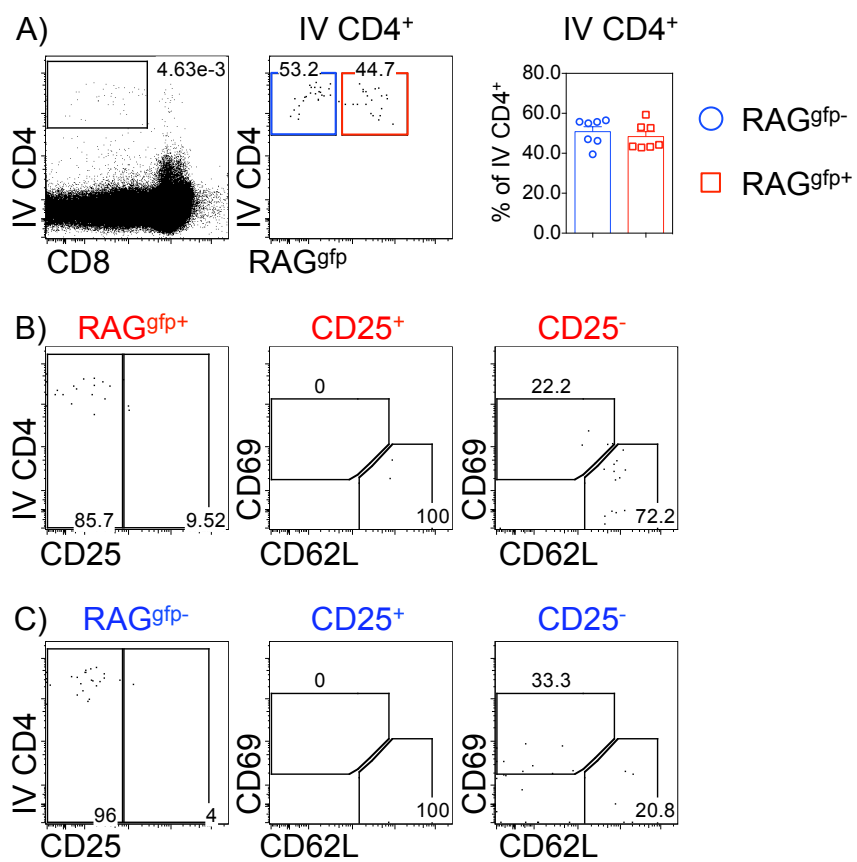 A)
IV CD4⁺
IV CD4⁺
4.63e-3
IV CD4
CD8
53.2
44.7
IV CD4
RAGgfp
% of IV CD4⁺
80.0
60.0
40.0
20.0
0.0
RAGgfp-
RAGgfp+
B)
RAGgfp+
CD25⁺
CD25⁻
IV CD4
85.7
9.52
CD25
CD69
0
100
CD62L
CD69
22.2
72.2
CD62L
C)
RAGgfp-
CD25⁺
CD25⁻
IV CD4
96
4
CD25
CD69
0
100
CD62L
CD69
33.3
20.8
CD62L